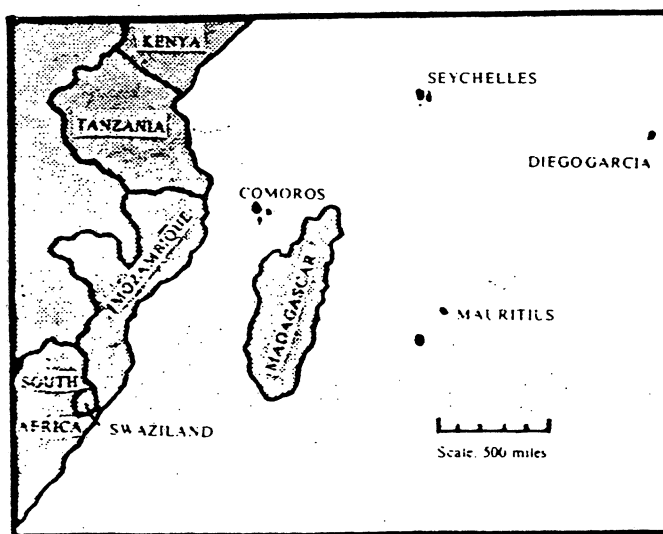 KENYA
SEYCHELLES
TANZANIA
DIEGO GARCIA
COMOROS
MOZAMBIQUE
MADAGASCAR
MAURITIUS
SOUTH
AFRICA
SWAZILAND
Scale, 500 miles